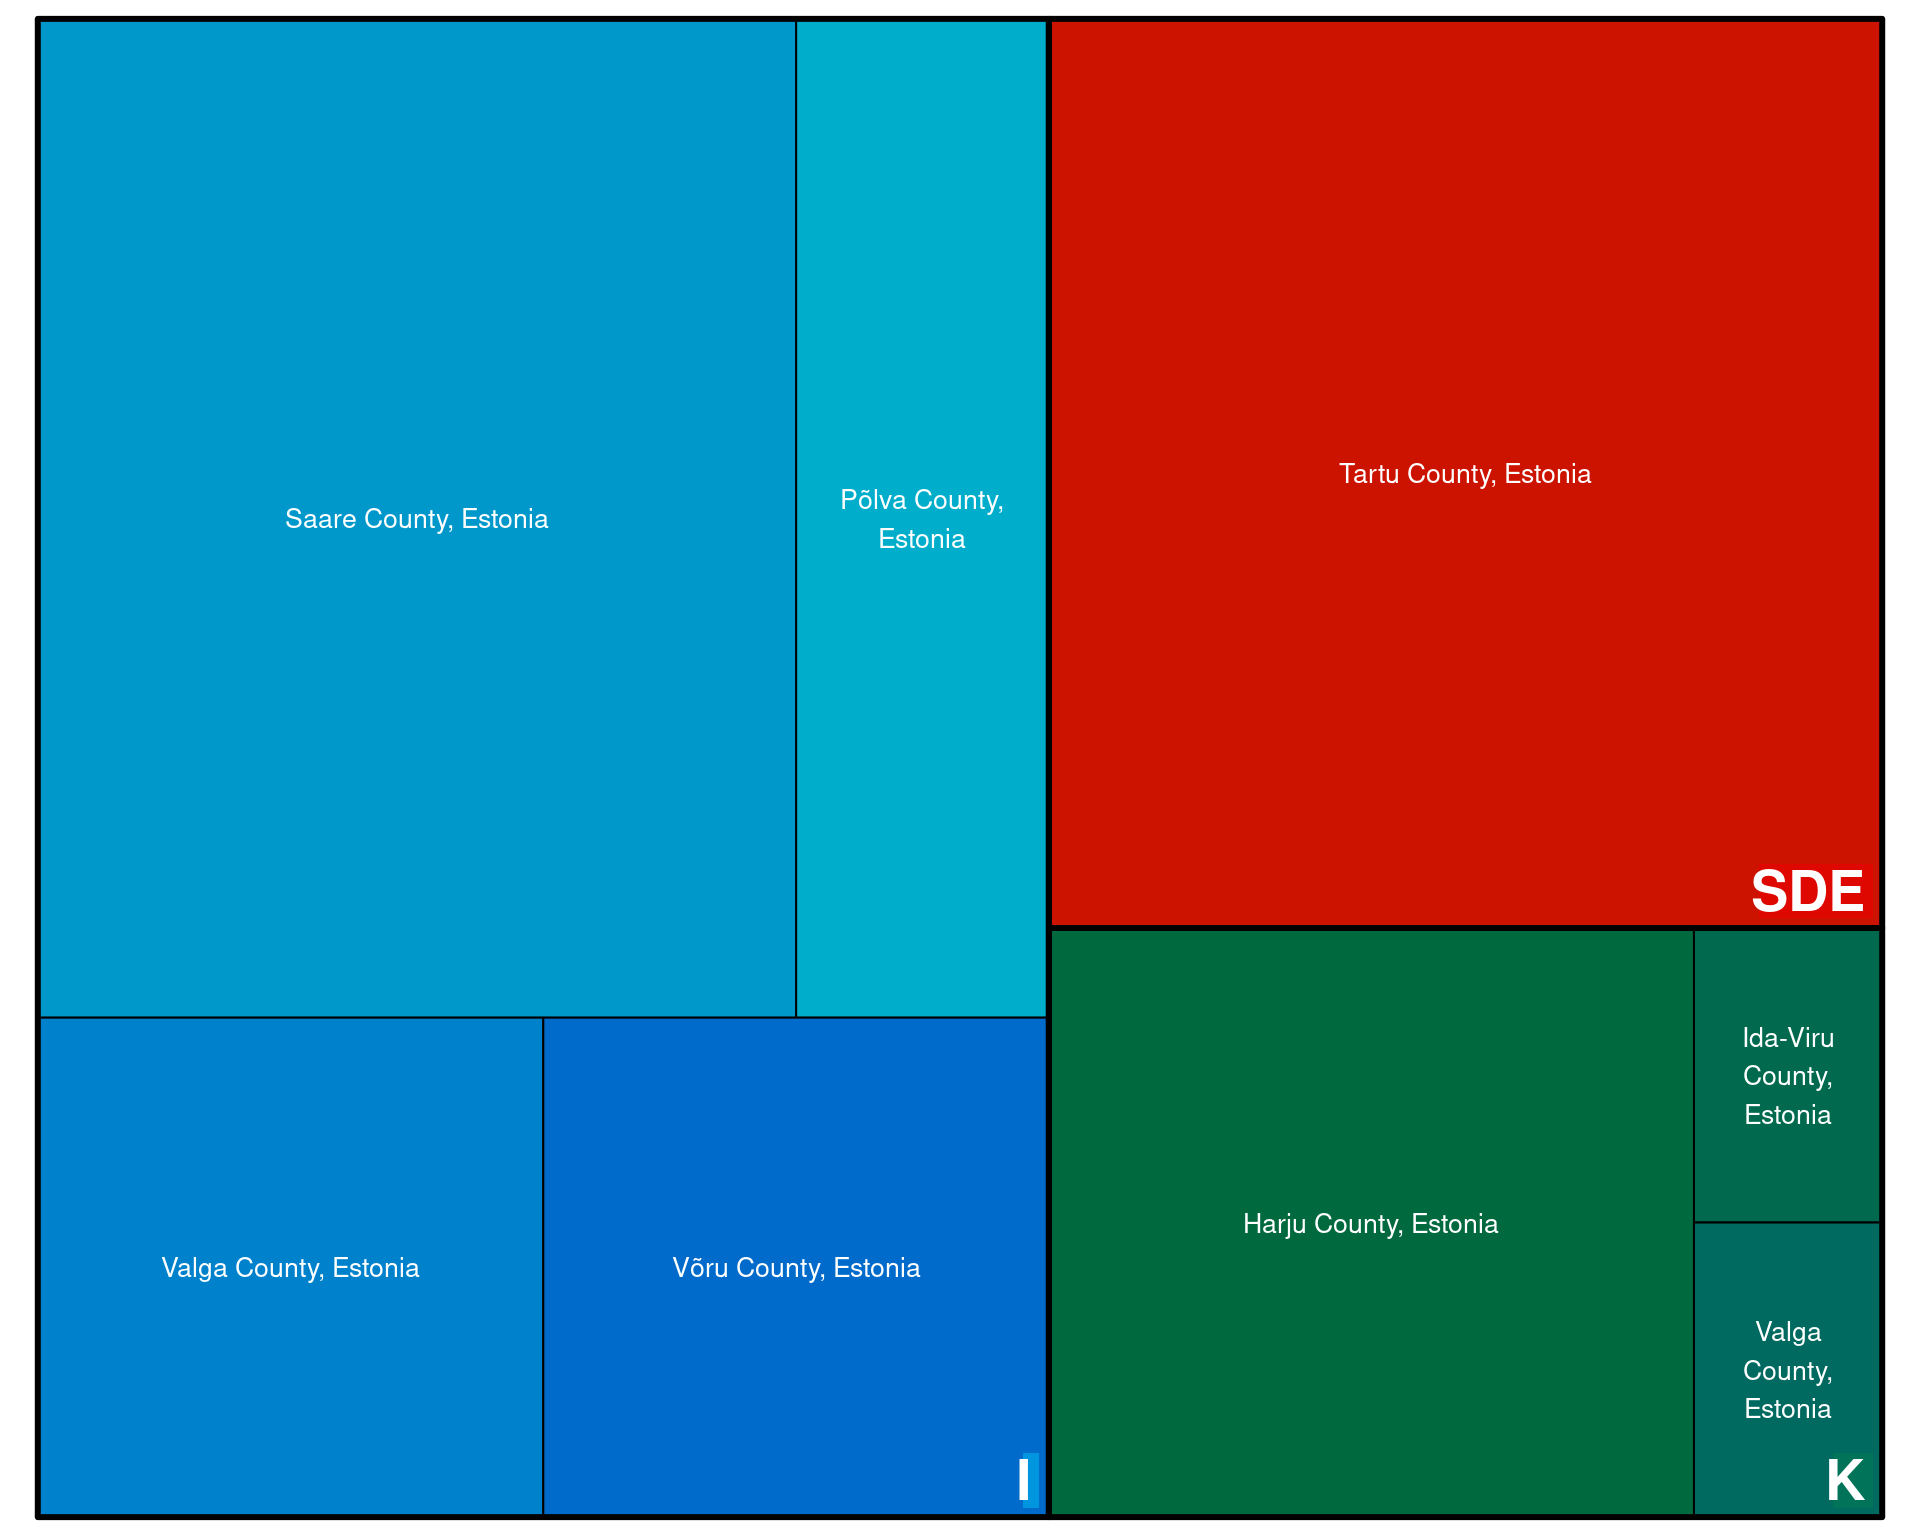 Saare County, Estonia
Põlva County,
Estonia
Valga County, Estonia
Võru County, Estonia
I
Tartu County, Estonia
SDE
Harju County, Estonia
Ida-Viru
County,
Estonia
Valga
County,
Estonia
K